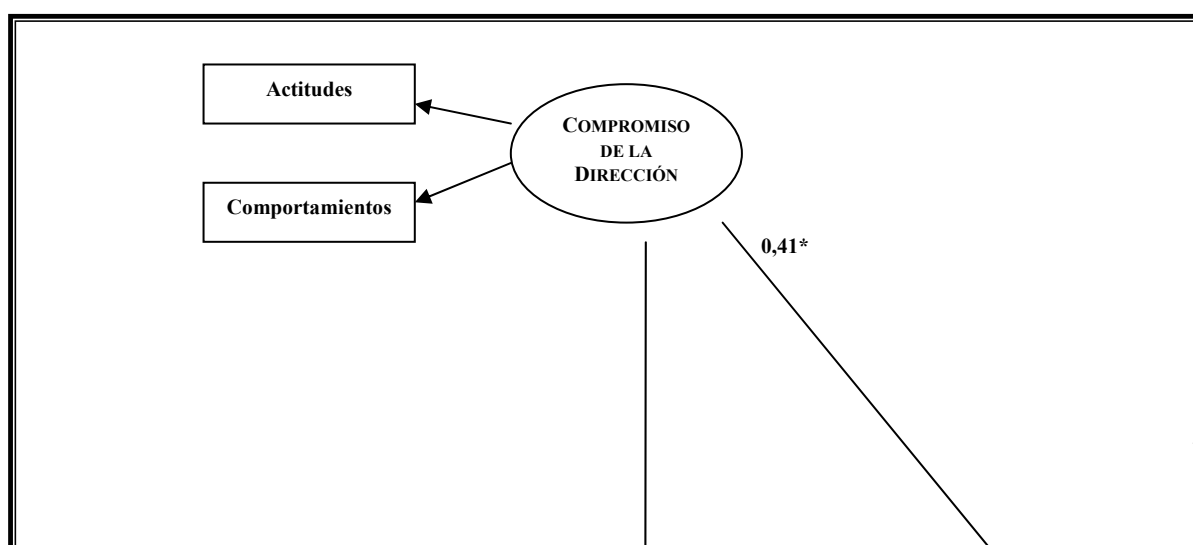 Actitudes
COMPROMISO
DE LA
DIRECCIÓN
Comportamientos
0,41*